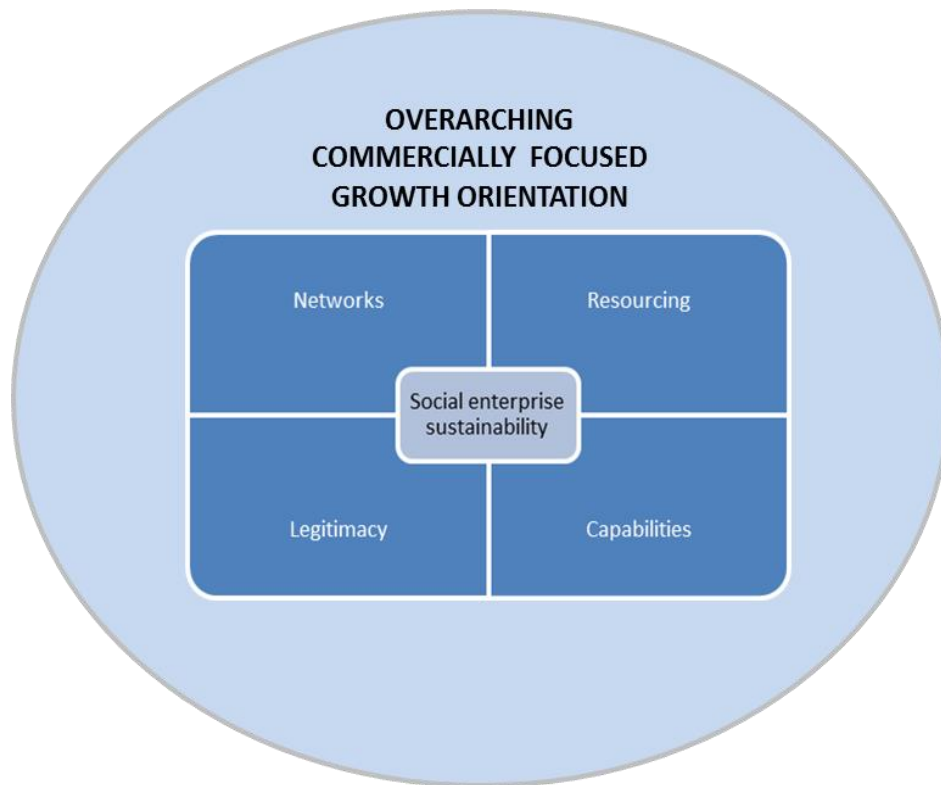 OVERARCHING
COMMERCIALLY FOCUSED
GROWTH ORIENTATION
Networks
Resourcing
Social enterprise
sustainability
Legitimacy
Capabilities